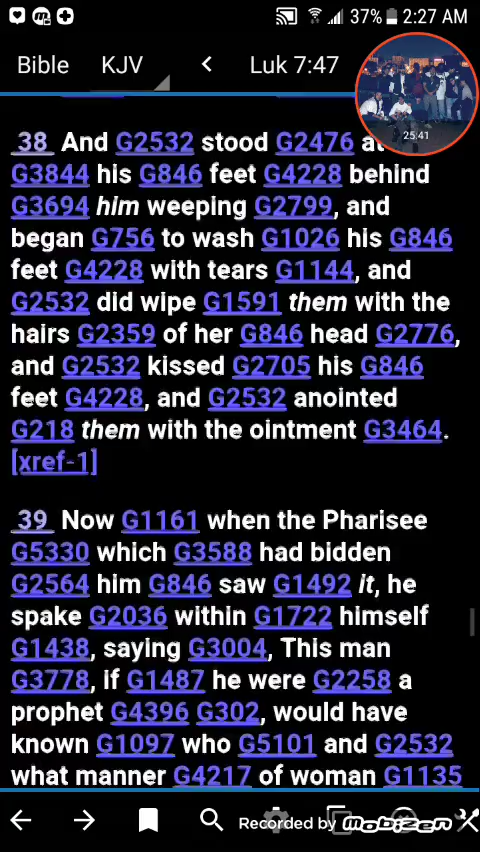 37% 2:27 AM
Bible KJV < Luk 7:47
25:41
38 And G2532 stood G2476 at
G3844 his G846 feet G4228 behind
G3694 him weeping G2799, and
began G756 to wash G1026 his G846
feet G4228 with tears G1144, and
G2532 did wipe G1591 them with the
hairs G2359 of her G846 head G2776,
and G2532 kissed G2705 his G846
feet G4228, and G2532 anointed
G218 them with the ointment G3464.
[xref-1]
39 Now G1161 when the Pharisee
G5330 which G3588 had bidden
G2564 him G846 saw G1492 it, he
spake G2036 within G1722 himself
G1438, saying G3004, This man
G3778, if G1487 he were G2258 a
prophet G4396 G302, would have
known G1097 who G5101 and G2532
what manner G4217 of woman G1135
Recorded by mobizen